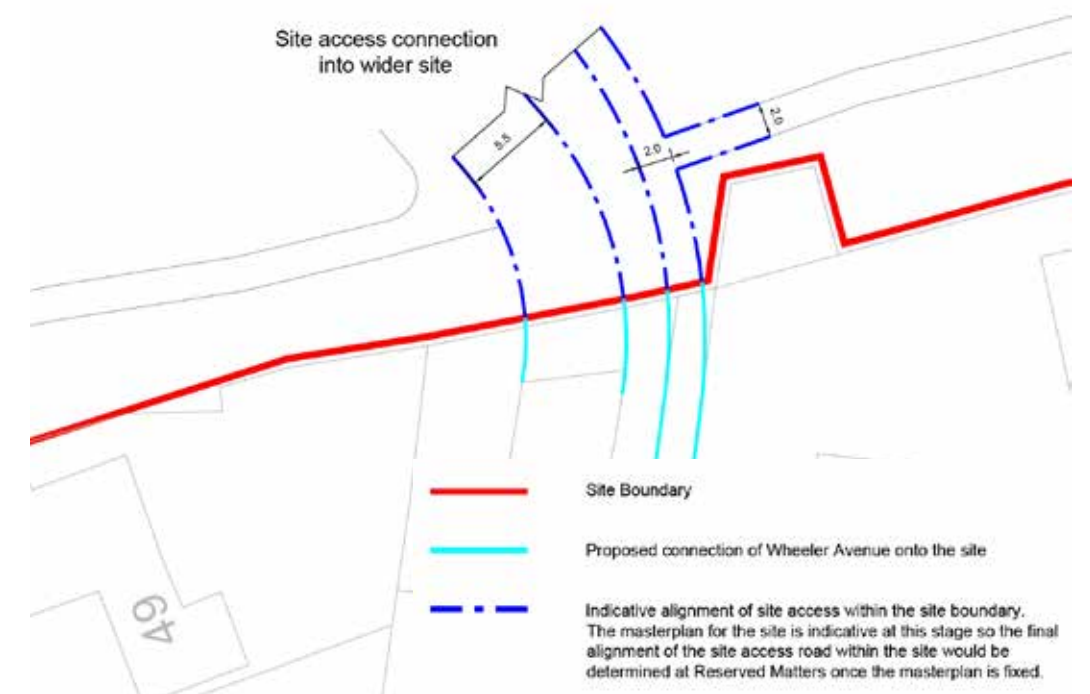 Site access connection
into wider site
5.5
2.0
2.0
Site Boundary
Proposed connection of Wheeler Avenue onto the site
49
Indicative alignment of site access within the site boundary.
The masterplan for the site is indicative at this stage so the final
alignment of the site access road within the site would be
determined at Reserved Matters once the masterplan is fixed.